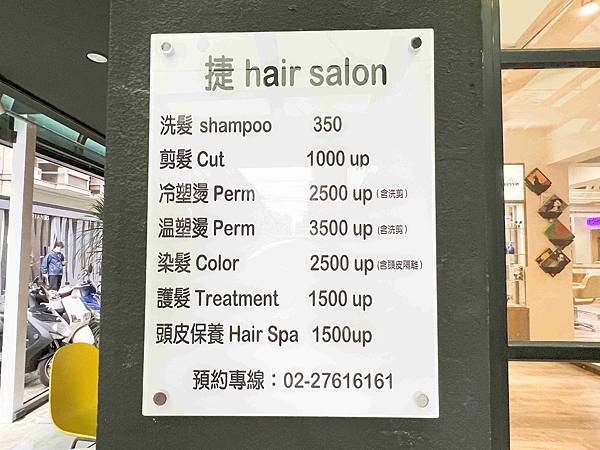 捷 hair salon
洗髮 shampoo 350
剪髮 Cut 1000 up
冷塑燙 Perm 2500 up (含洗剪)
溫塑燙 Perm 3500 up (含洗剪)
染髮 Color 2500 up (含頭皮隔離)
護髮 Treatment 1500 up
頭皮保養 Hair Spa 1500up
預約專線：02-27616161